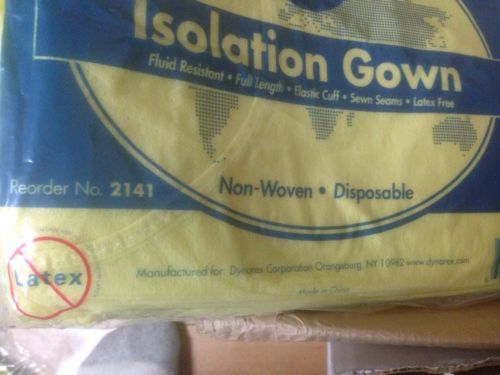 Isolation Gown
Fluid Resistant • Full Length • Elastic Cuff • Sewn Seams • Latex Free
Reorder No. 2141
Non-Woven • Disposable
Latex
Manufactured for: Dynarex Corporation Orangeburg, NY 10962 www.dynarex.com
Made in China